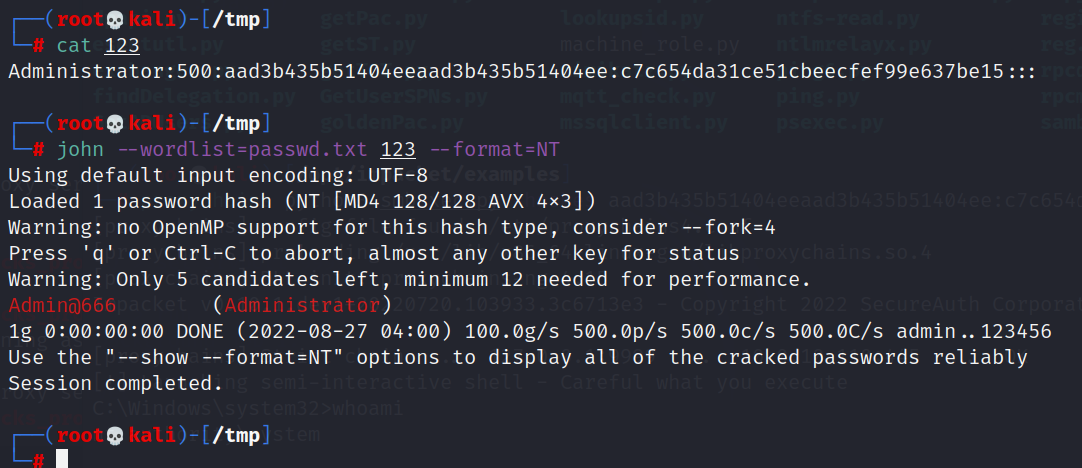 ┌──(root💀kali)-[/tmp]
└─# cat 123
Administrator:500:aad3b435b51404eeaad3b435b51404ee:c7c654da31ce51cbeecfef99e637be15:::
┌──(root💀kali)-[/tmp]
└─# john --wordlist=passwd.txt 123 --format=NT
Using default input encoding: UTF-8
Loaded 1 password hash (NT [MD4 128/128 AVX 4×3])
Warning: no OpenMP support for this hash type, consider --fork=4
Press 'q' or Ctrl-C to abort, almost any other key for status
Warning: Only 5 candidates left, minimum 12 needed for performance.
Admin@666 (Administrator)
1g 0:00:00:00 DONE (2022-08-27 04:00) 100.0g/s 500.0p/s 500.0c/s 500.0C/s admin..123456
Use the "--show --format=NT" options to display all of the cracked passwords reliably
Session completed.
┌──(root💀kali)-[/tmp]
└─#